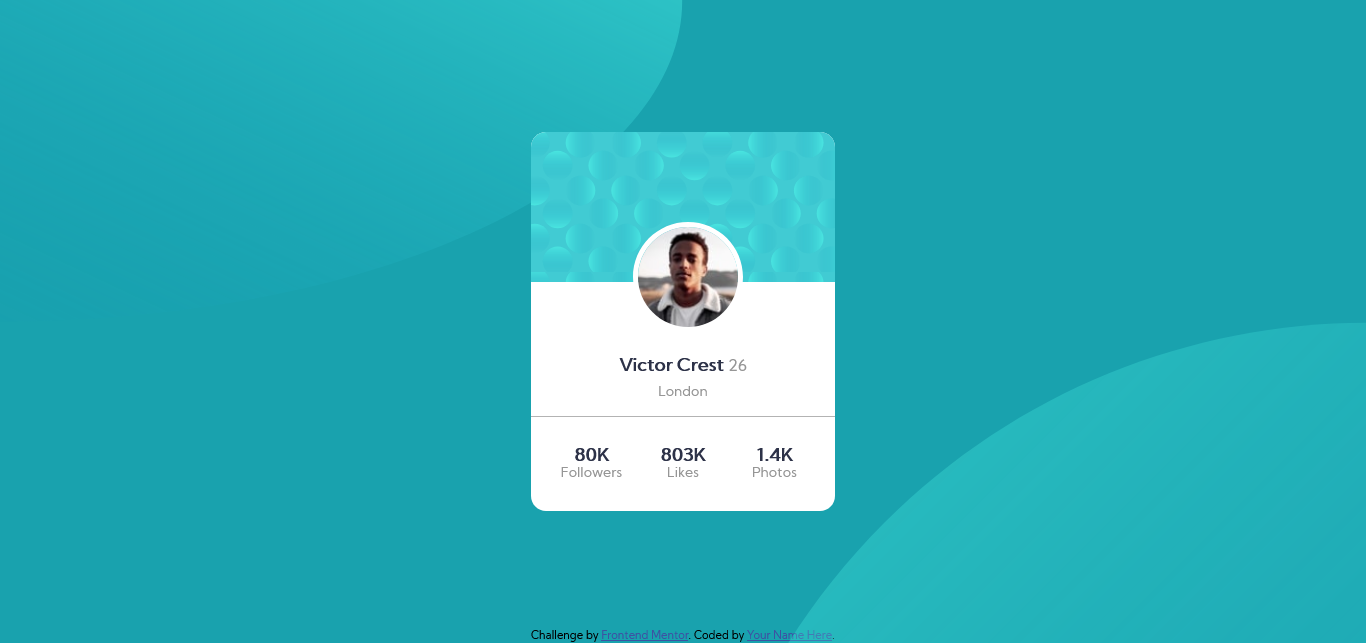 Victor Crest 26
London
80K 803K 1.4K
Followers Likes Photos
Challenge by Frontend Mentor. Coded by Your Name Here.